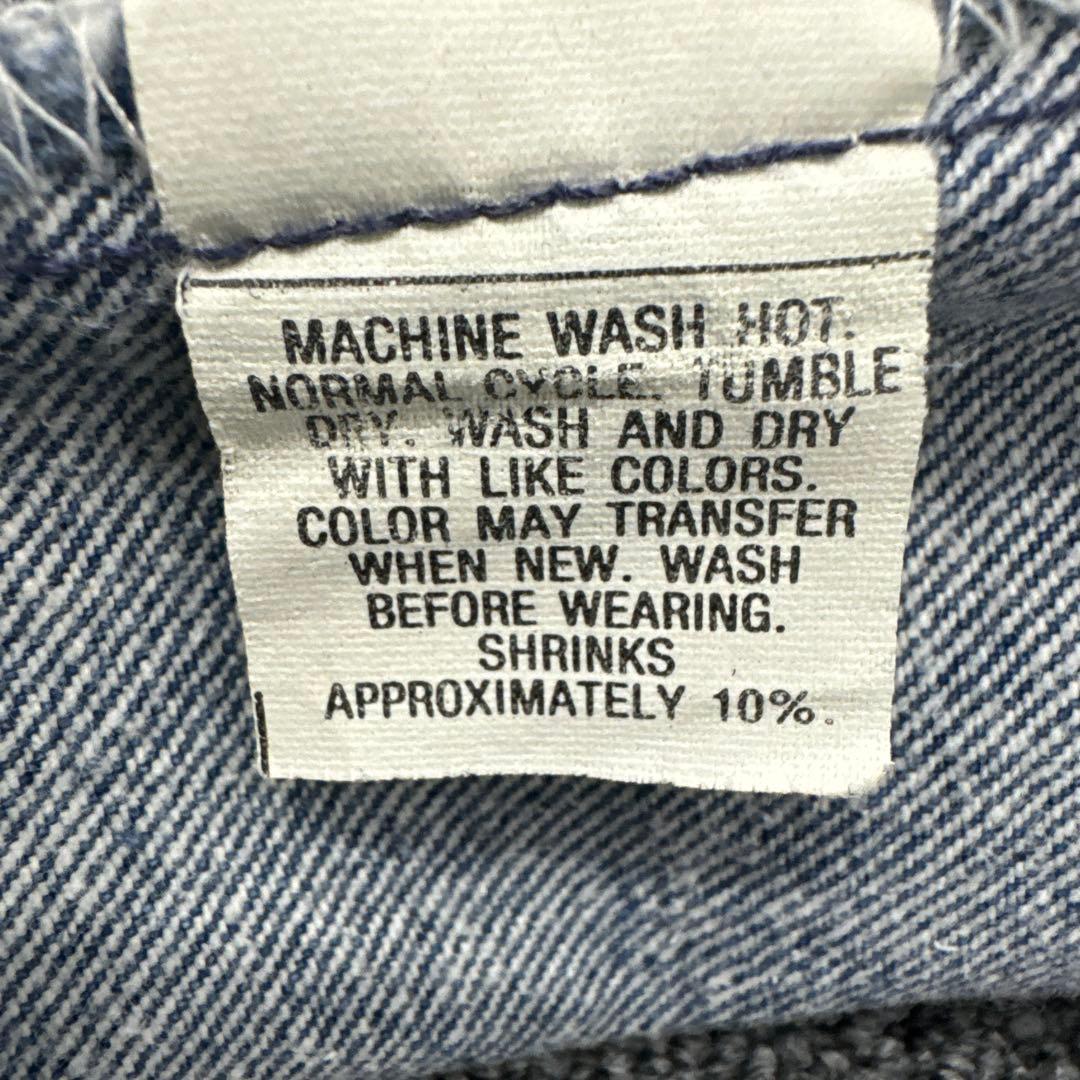 MACHINE WASH HOT.
NORMAL CYCLE. TUMBLE
DRY. WASH AND DRY
WITH LIKE COLORS.
COLOR MAY TRANSFER
WHEN NEW. WASH
BEFORE WEARING.
SHRINKS
APPROXIMATELY 10%.